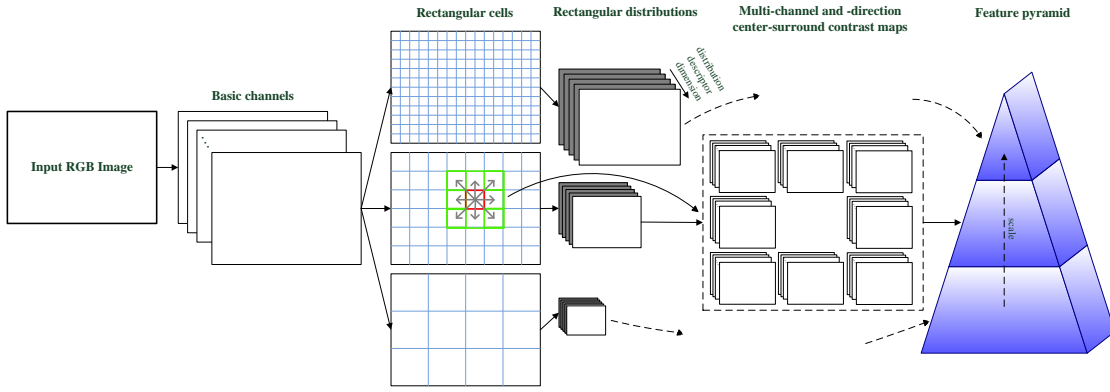 Rectangular cells
Rectangular distributions
Multi-channel and -direction
center-surround contrast maps
Feature pyramid
distribution
descriptor
dimension
Basic channels
Input RGB Image
scale